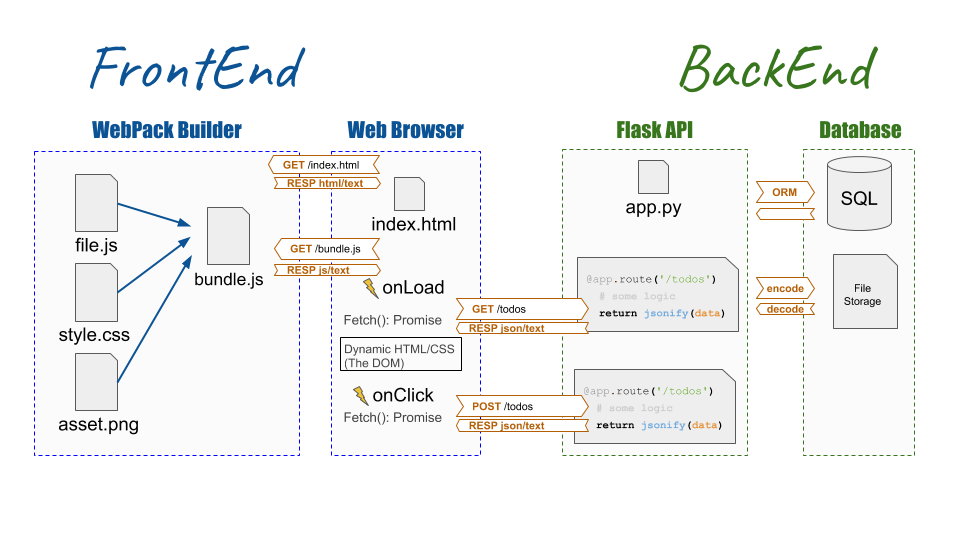 FrontEnd
BackEnd
WebPack Builder
Web Browser
Flask API
Database
file.js
style.css
asset.png
bundle.js
GET /index.html
RESP html/text
index.html
GET /bundle.js
RESP js/text
onLoad
Fetch(): Promise
Dynamic HTML/CSS
(The DOM)
onClick
Fetch(): Promise
GET /todos
RESP json/text
POST /todos
RESP json/text
app.py
@app.route('/todos')
# some logic
return jsonify(data)
@app.route('/todos')
# some logic
return jsonify(data)
ORM
SQL
encode
decode
File
Storage